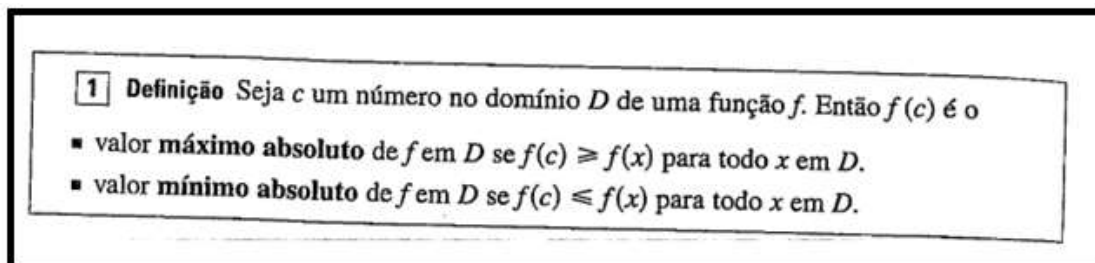 1 Definição Seja c um número no domínio D de uma função f. Então f(c) é o
▪ valor máximo absoluto de f em D se f(c) ⩾ f(x) para todo x em D.
▪ valor mínimo absoluto de f em D se f(c) ⩽ f(x) para todo x em D.